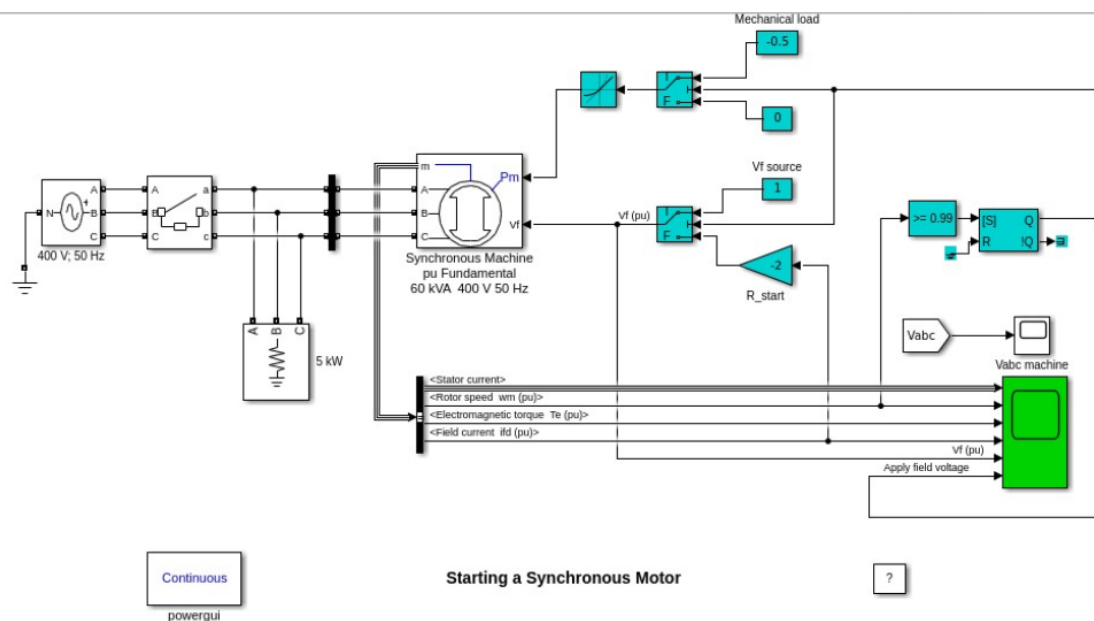 Mechanical load
-0.5
T
F
0
Vf source
1
T
F
Vf (pu)
-2
R_start
m
Pm
A
B
C
Vf
Synchronous Machine
pu Fundamental
60 kVA 400 V 50 Hz
N
A
B
C
400 V; 50 Hz
A
B
C
a
b
c
A
B
C
5 kW
>= 0.99
[S]
R
Q
!Q
Vabc
Vabc machine
<Stator current>
<Rotor speed wm (pu)>
<Electromagnetic torque Te (pu)>
<Field current ifd (pu)>
Vf (pu)
Apply field voltage
Continuous
powergui
Starting a Synchronous Motor
?